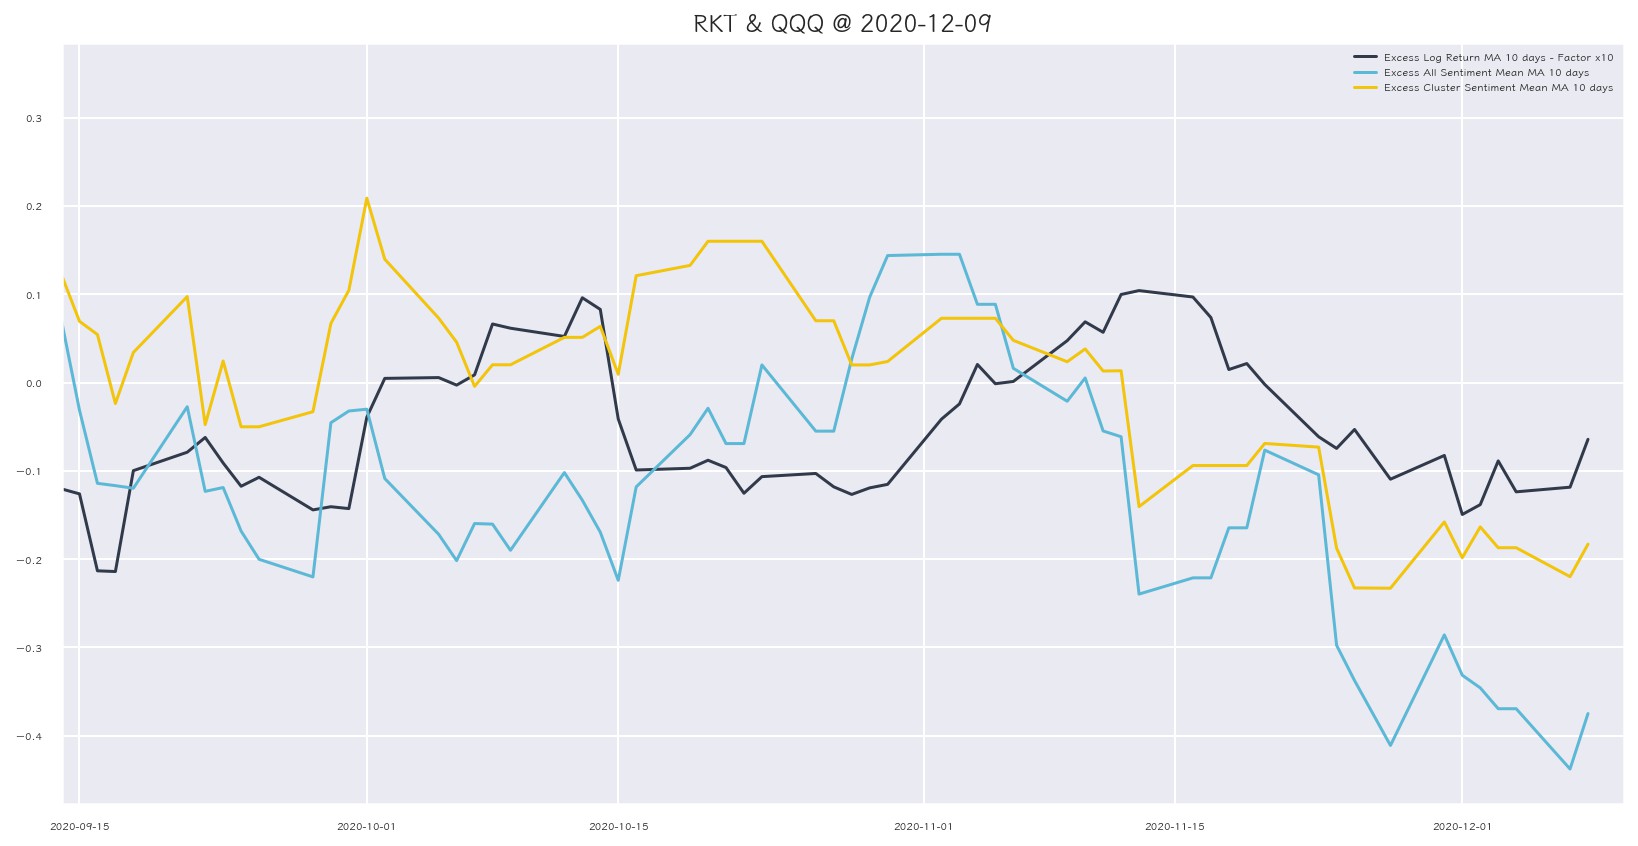 RKT & QQQ @ 2020-12-09
Excess Log Return MA 10 days - Factor x10
Excess All Sentiment Mean MA 10 days
Excess Cluster Sentiment Mean MA 10 days
0.3
0.2
0.1
0.0
−0.1
−0.2
−0.3
−0.4
2020-09-15 2020-10-01 2020-10-15 2020-11-01 2020-11-15 2020-12-01